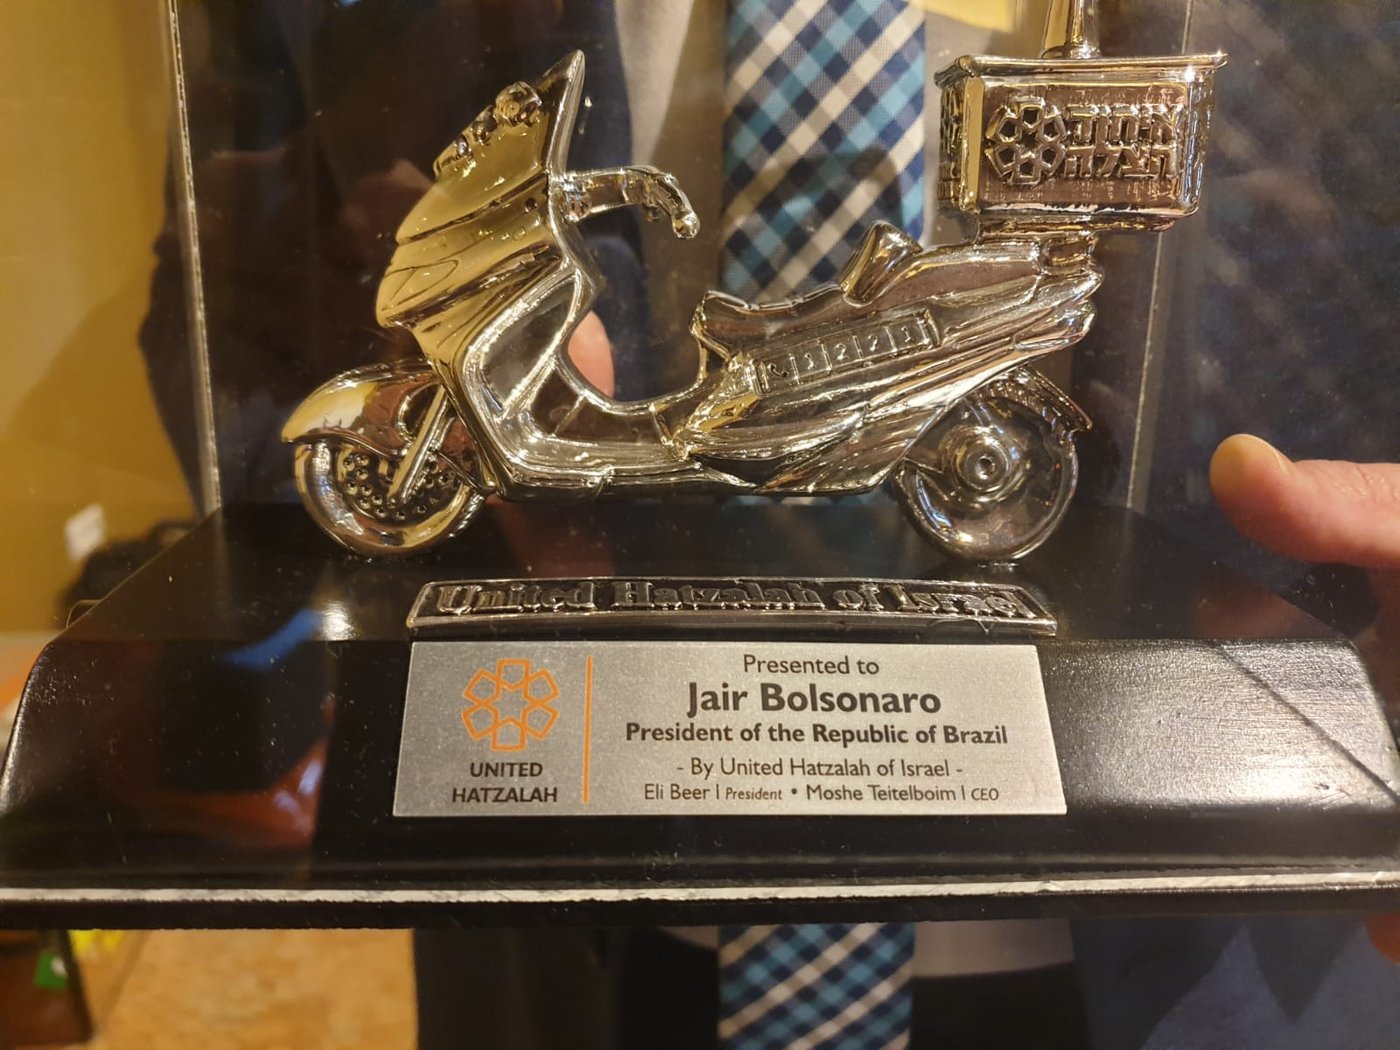 איחוד
הצלה
1221
United Hatzalah of Israel
UNITED
HATZALAH
Presented to
Jair Bolsonaro
President of the Republic of Brazil
- By United Hatzalah of Israel -
Eli Beer | President • Moshe Teitelboim | CEO